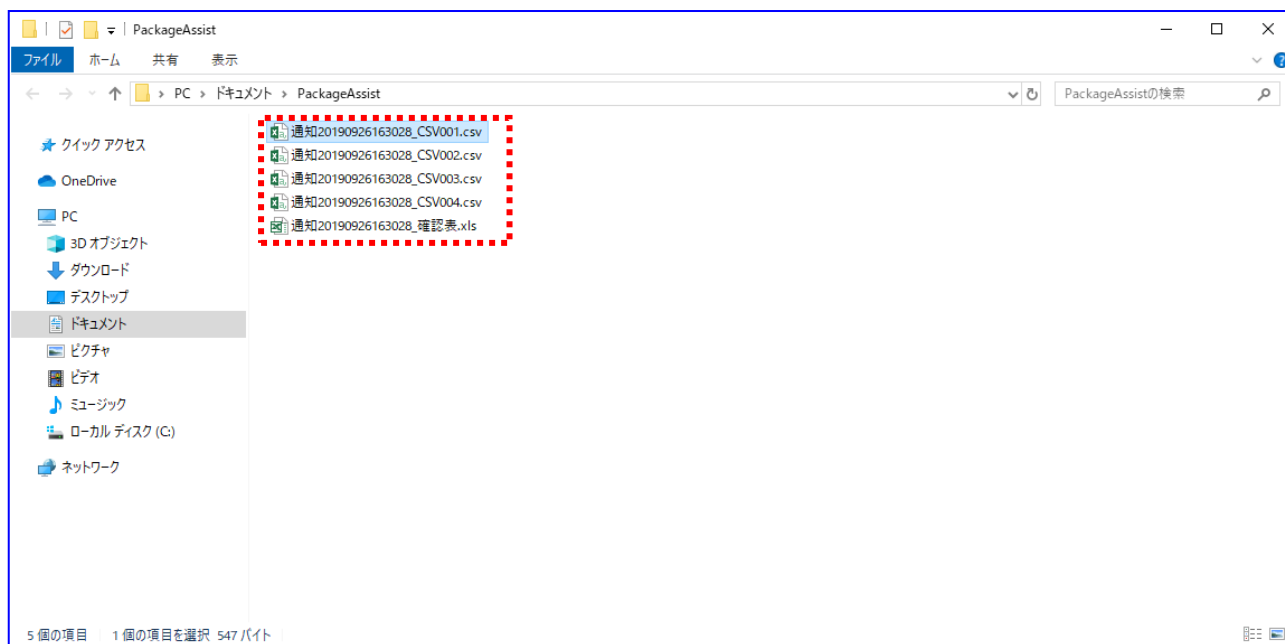 PackageAssist
ファイル ホーム 共有 表示
PC › ドキュメント › PackageAssist
PackageAssistの検索
クイック アクセス
OneDrive
PC
3D オブジェクト
ダウンロード
デスクトップ
ドキュメント
ピクチャ
ビデオ
ミュージック
ローカル ディスク (C:)
ネットワーク
通知20190926163028_CSV001.csv
通知20190926163028_CSV002.csv
通知20190926163028_CSV003.csv
通知20190926163028_CSV004.csv
通知20190926163028_確認表.xls
5 個の項目 1 個の項目を選択 547 バイト